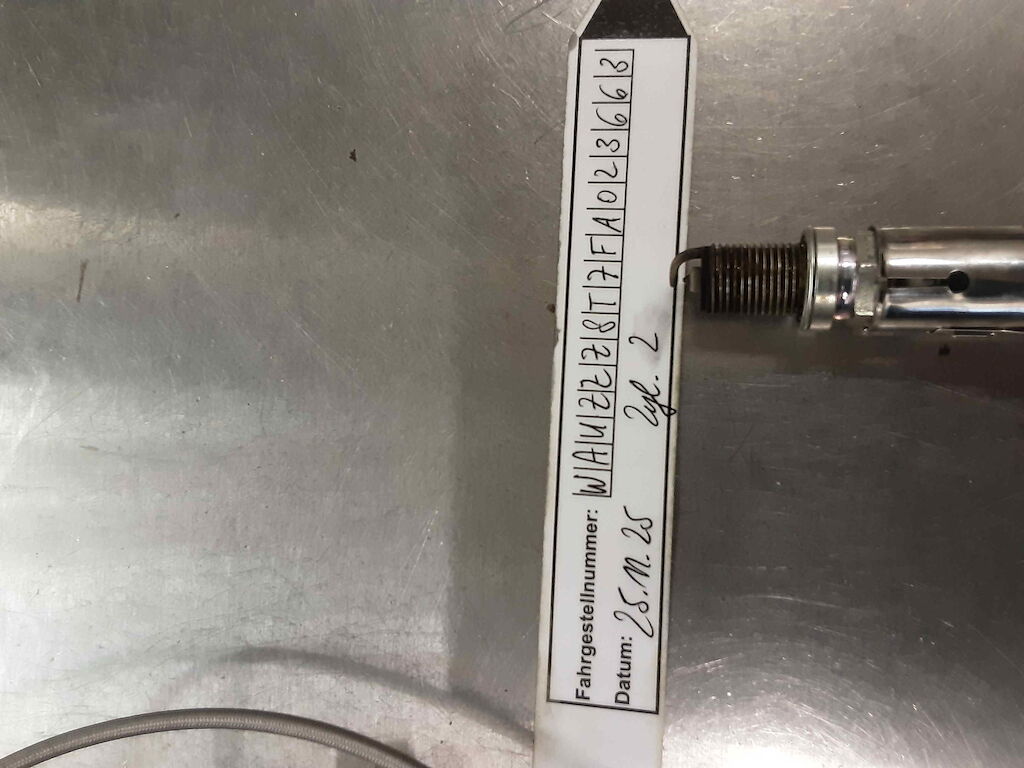 Fahrgestellnummer: WAUZZZ8T7FA023663
Datum: 25.11.25 Zyl. 2